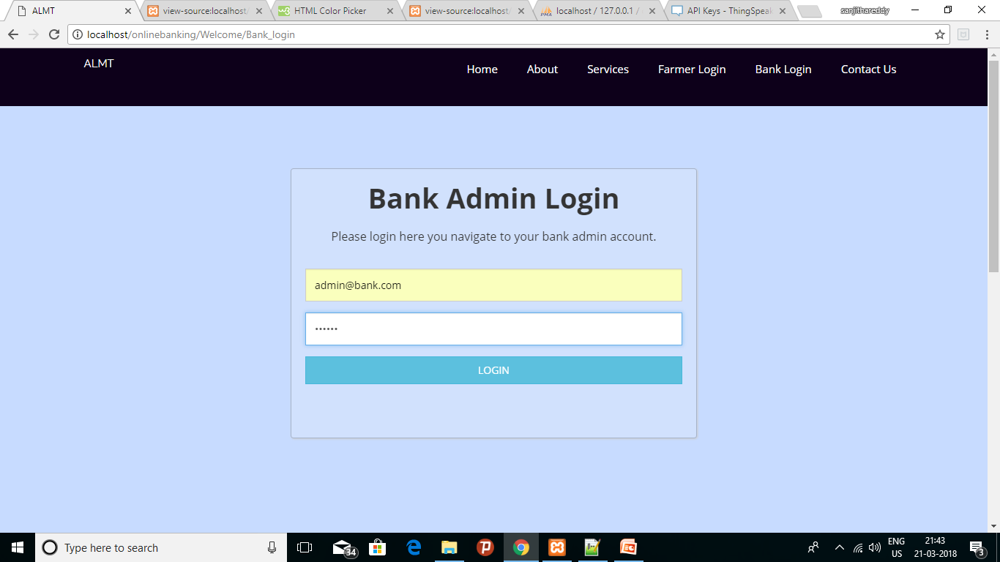 ALMT
view-source:localhost/
HTML Color Picker
view-source:localhost/
localhost / 127.0.0.1 /
API Keys - ThingSpeak
sanjithareddy
localhost/onlinebanking/Welcome/Bank_login
ALMT
Home
About
Services
Farmer Login
Bank Login
Contact Us
Bank Admin Login
Please login here you navigate to your bank admin account.
admin@bank.com
••••••
LOGIN
Type here to search
34
ENG
US
21:43
21-03-2018
3